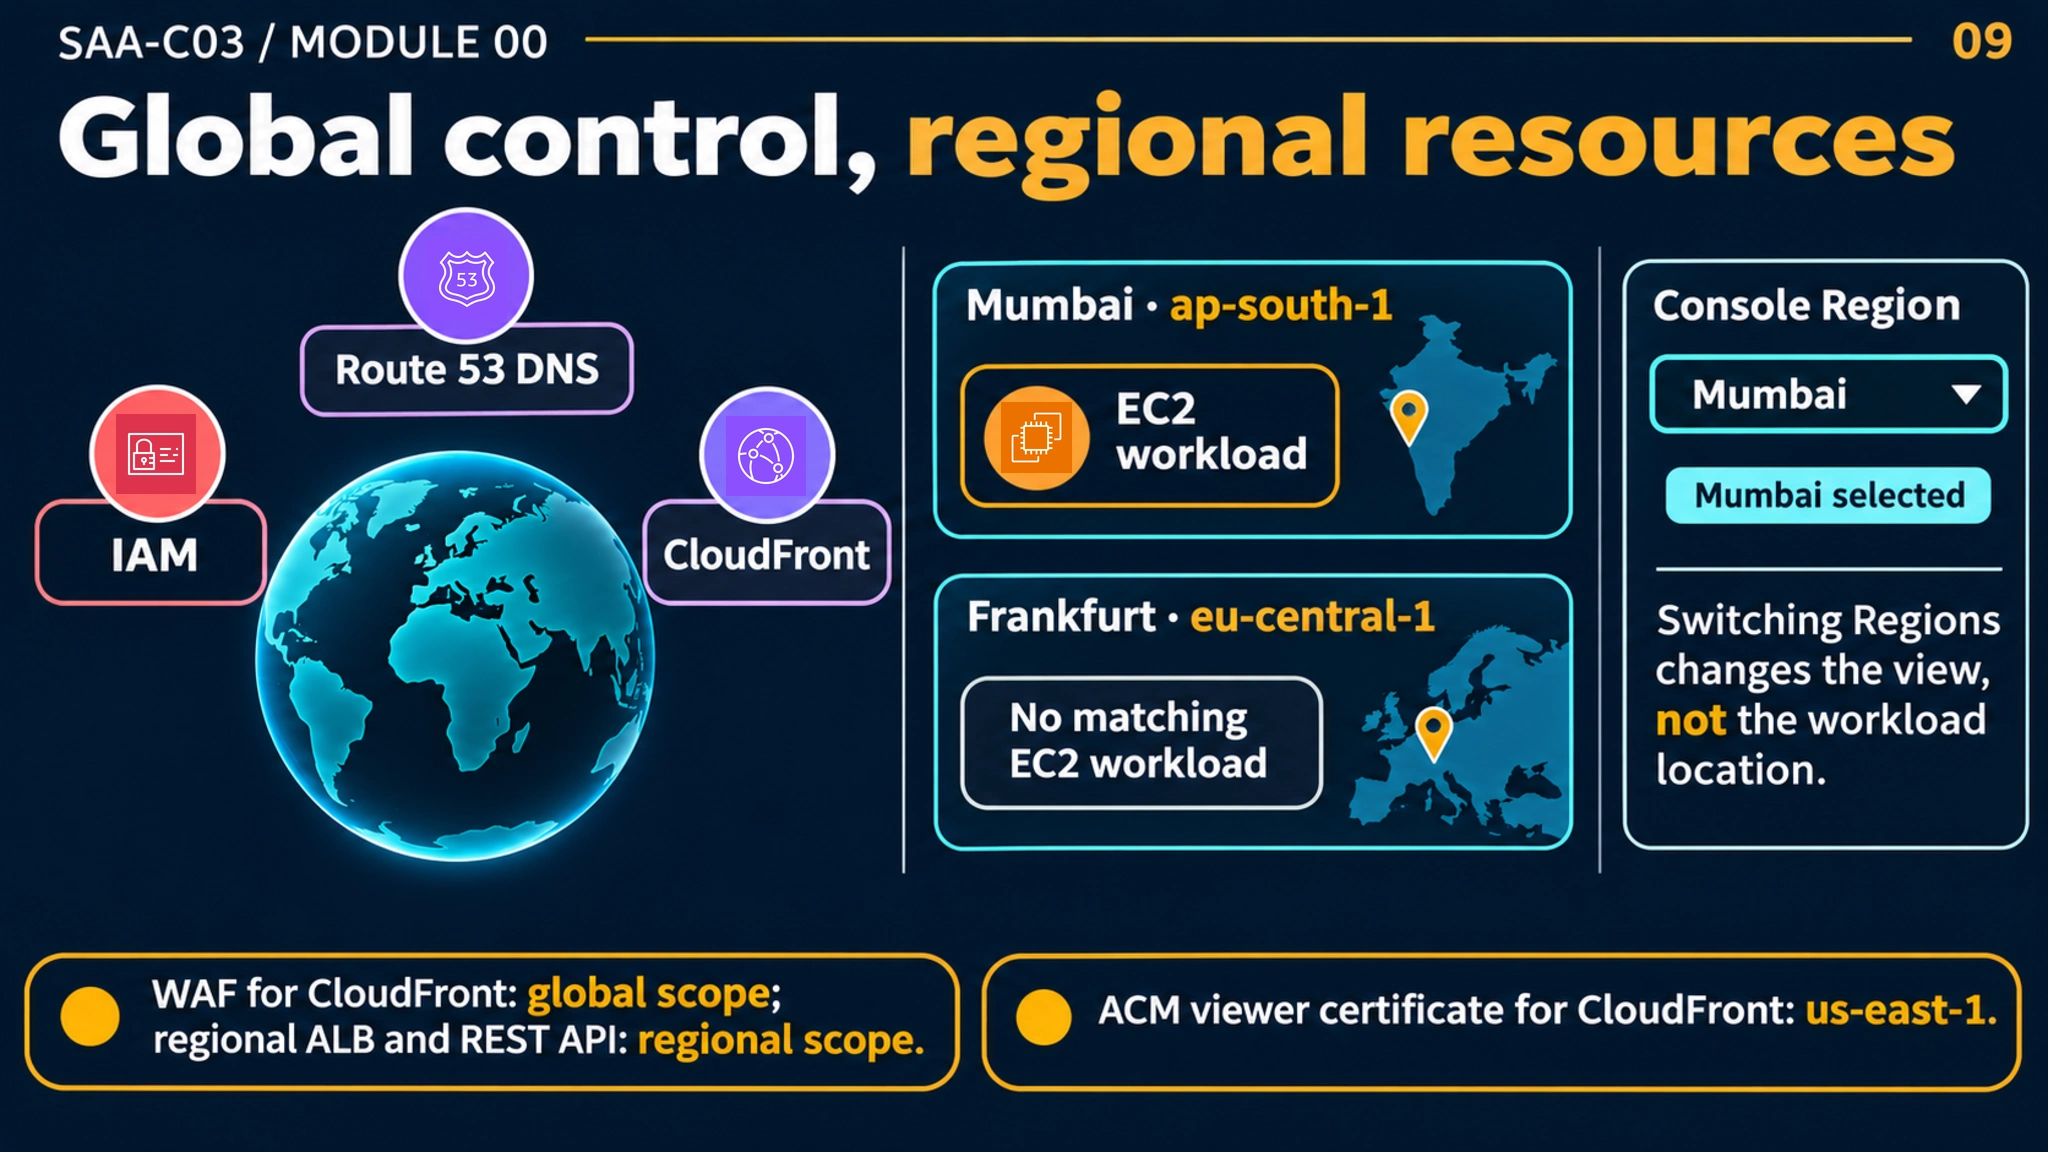 SAA-C03 / MODULE 00
09
Global control, regional resources
53
Route 53 DNS
IAM
CloudFront
Mumbai · ap-south-1
EC2
workload
Frankfurt · eu-central-1
No matching
EC2 workload
Console Region
Mumbai
Mumbai selected
Switching Regions
changes the view,
not the workload
location.
WAF for CloudFront: global scope;
regional ALB and REST API: regional scope.
ACM viewer certificate for CloudFront: us-east-1.